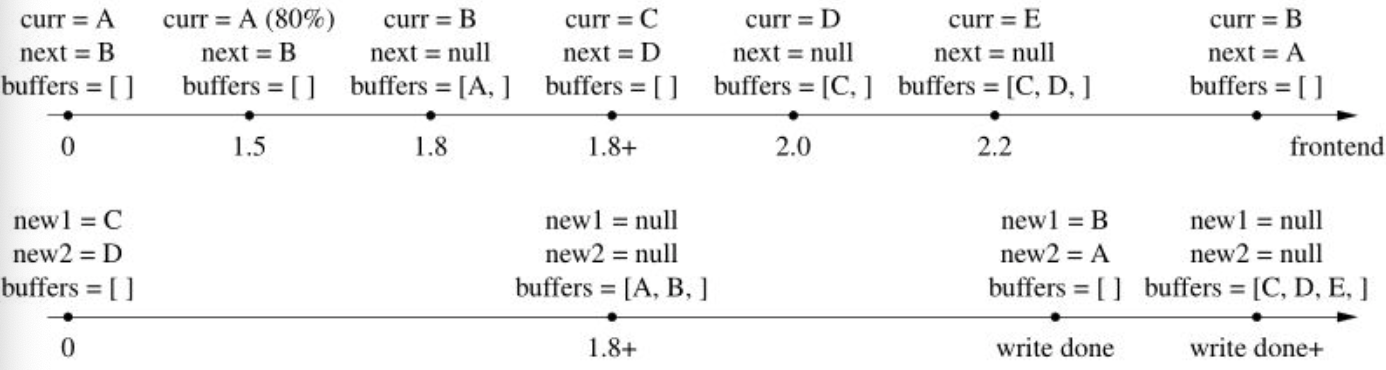 curr = A curr = A (80%) curr = B curr = C curr = D curr = E curr = B
next = B next = B next = null next = D next = null next = null next = A
buffers = [ ] buffers = [ ] buffers = [A, ] buffers = [ ] buffers = [C, ] buffers = [C, D, ] buffers = [ ]
0 1.5 1.8 1.8+ 2.0 2.2 frontend
new1 = C new1 = null new1 = B new1 = null
new2 = D new2 = null new2 = A new2 = null
buffers = [ ] buffers = [A, B, ] buffers = [ ] buffers = [C, D, E, ]
0 1.8+ write done write done+